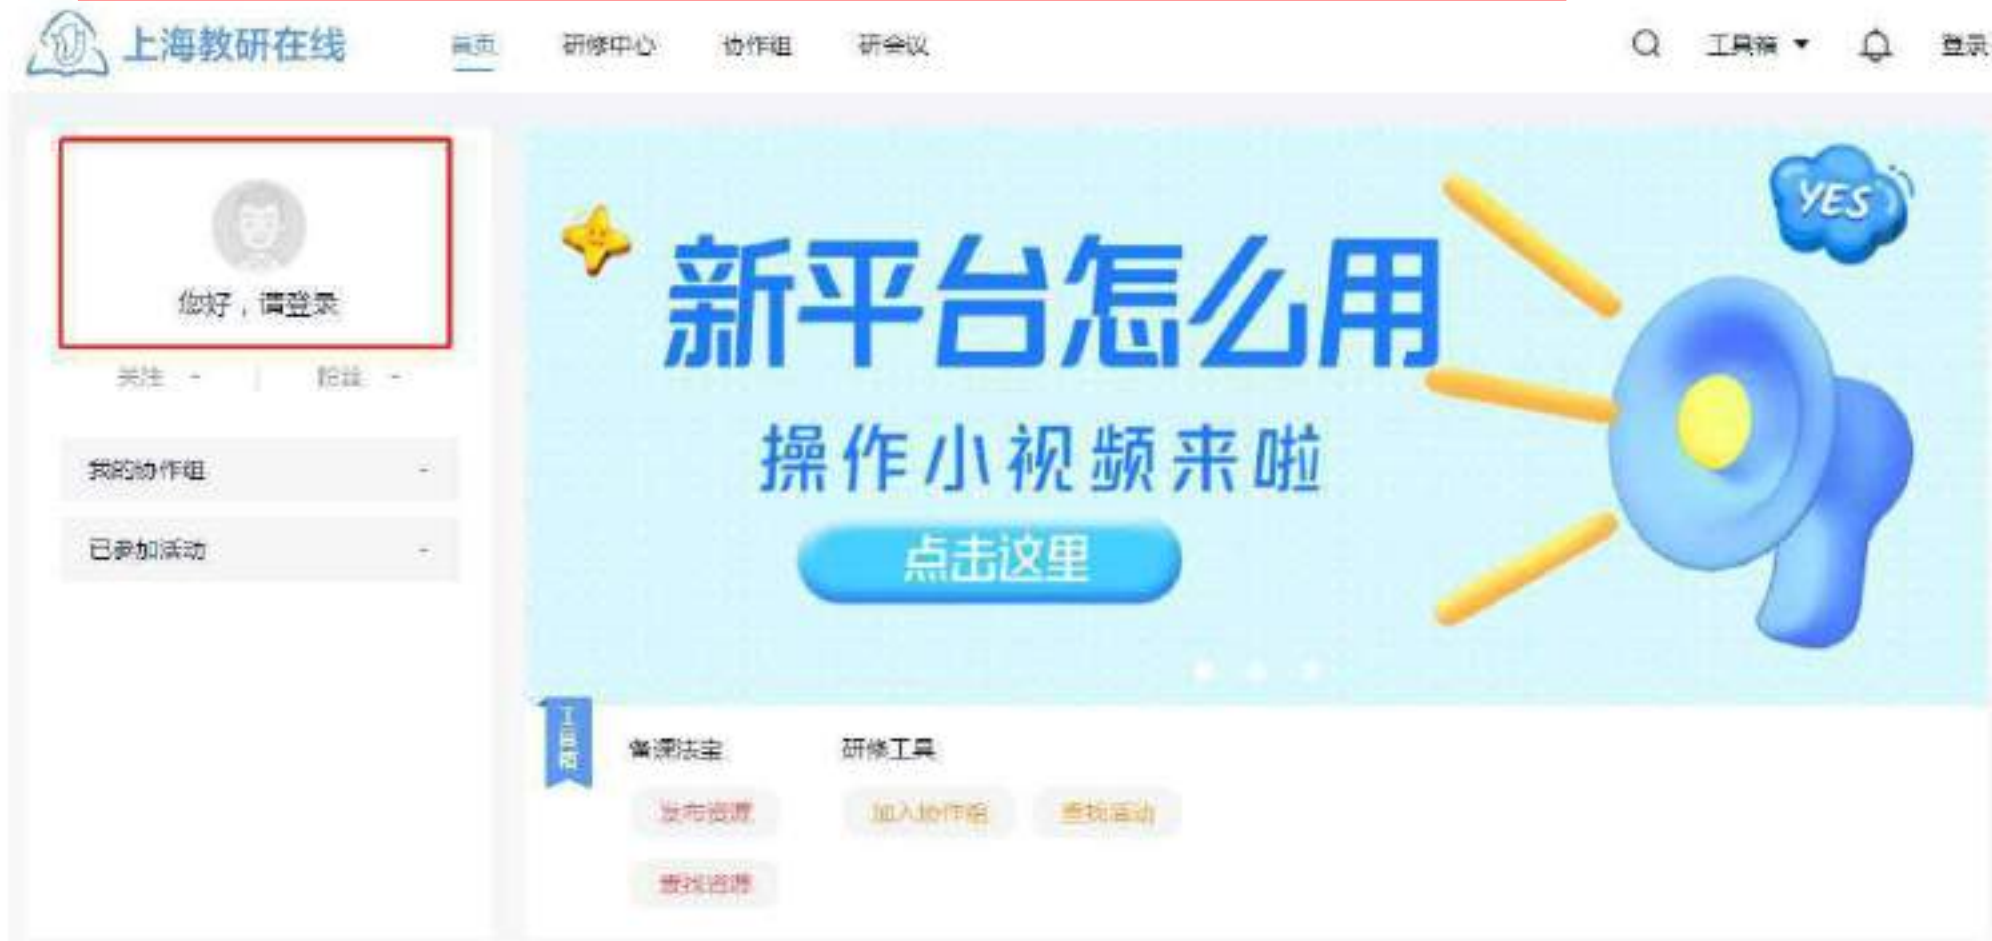 上海教研在线
首页 研修中心 协作组 研会议 工具箱 登录
您好，请登录
关注 - 粉丝 -
我的协作组 -
已参加活动 -
YES
新平台怎么用
操作小视频来啦
点击这里
工具箱
备课法宝 研修工具
发布资源 加入协作组 查找活动
查找资源